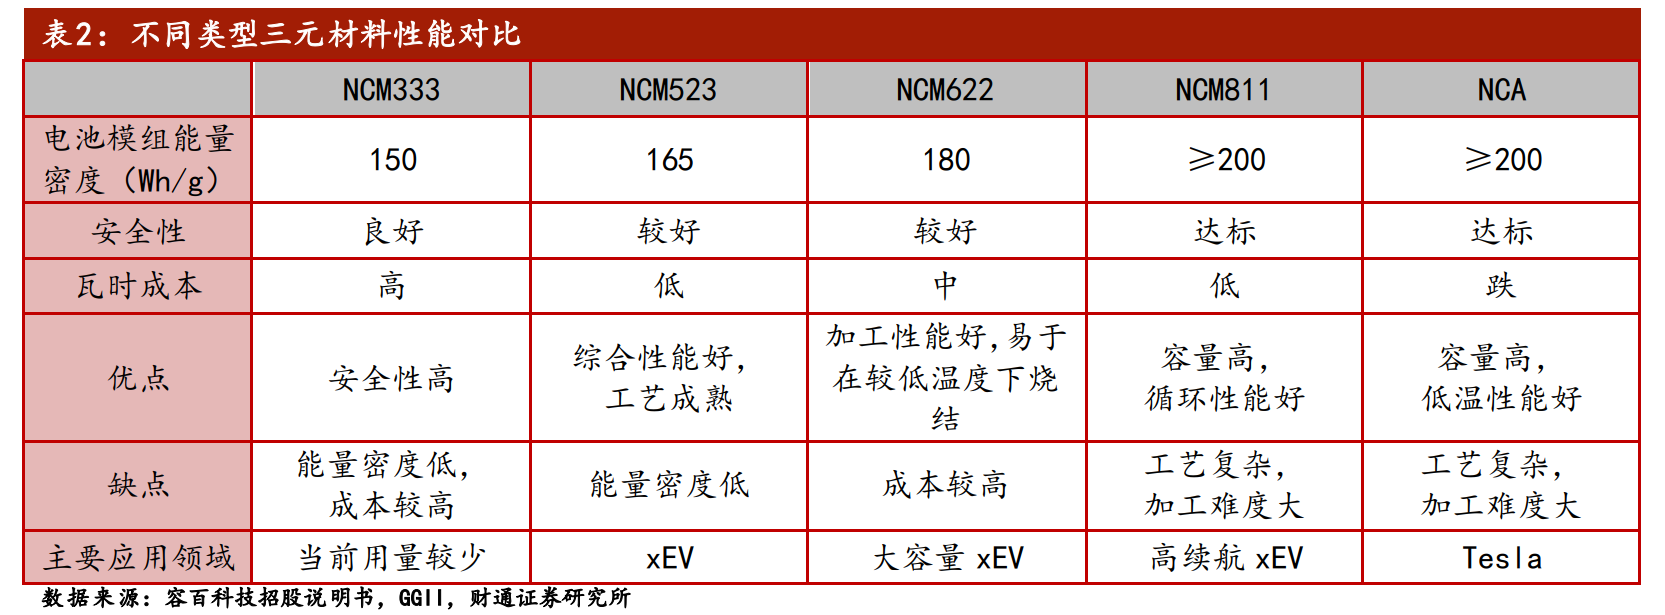 表2：不同类型三元材料性能对比
NCM333 NCM523 NCM622 NCM811 NCA
电池模组能量
密度（Wh/g） 150 165 180 ≥200 ≥200
安全性 良好 较好 较好 达标 达标
瓦时成本 高 低 中 低 跌
优点 安全性高 综合性能好，
工艺成熟 加工性能好，易于
在较低温度下烧
结 容量高，
循环性能好 容量高，
低温性能好
缺点 能量密度低，
成本较高 能量密度低 成本较高 工艺复杂，
加工难度大 工艺复杂，
加工难度大
主要应用领域 当前用量较少 xEV 大容量 xEV 高续航 xEV Tesla
数据来源：容百科技招股说明书，GGII，财通证券研究所